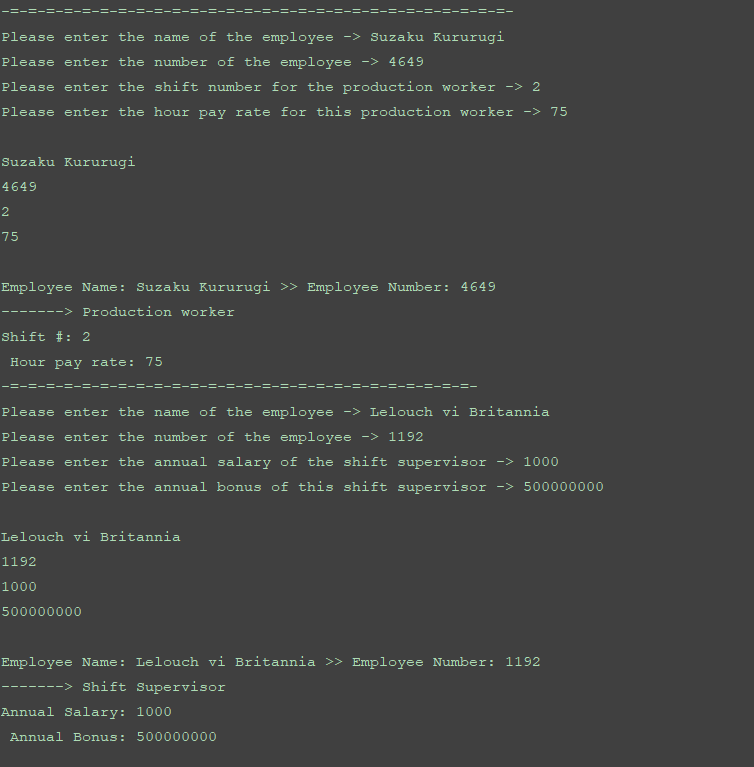 -=-=-=-=-=-=-=-=-=-=-=-=-=-=-=-=-=-=-=-=-=-=-=-=-=-=-=-=-
Please enter the name of the employee -> Suzaku Kururugi
Please enter the number of the employee -> 4649
Please enter the shift number for the production worker -> 2
Please enter the hour pay rate for this production worker -> 75
Suzaku Kururugi
4649
2
75
Employee Name: Suzaku Kururugi >> Employee Number: 4649
-------> Production worker
Shift #: 2
Hour pay rate: 75
-=-=-=-=-=-=-=-=-=-=-=-=-=-=-=-=-=-=-=-=-=-=-=-=-=-=-
Please enter the name of the employee -> Lelouch vi Britannia
Please enter the number of the employee -> 1192
Please enter the annual salary of the shift supervisor -> 1000
Please enter the annual bonus of this shift supervisor -> 500000000
Lelouch vi Britannia
1192
1000
500000000
Employee Name: Lelouch vi Britannia >> Employee Number: 1192
-------> Shift Supervisor
Annual Salary: 1000
Annual Bonus: 500000000